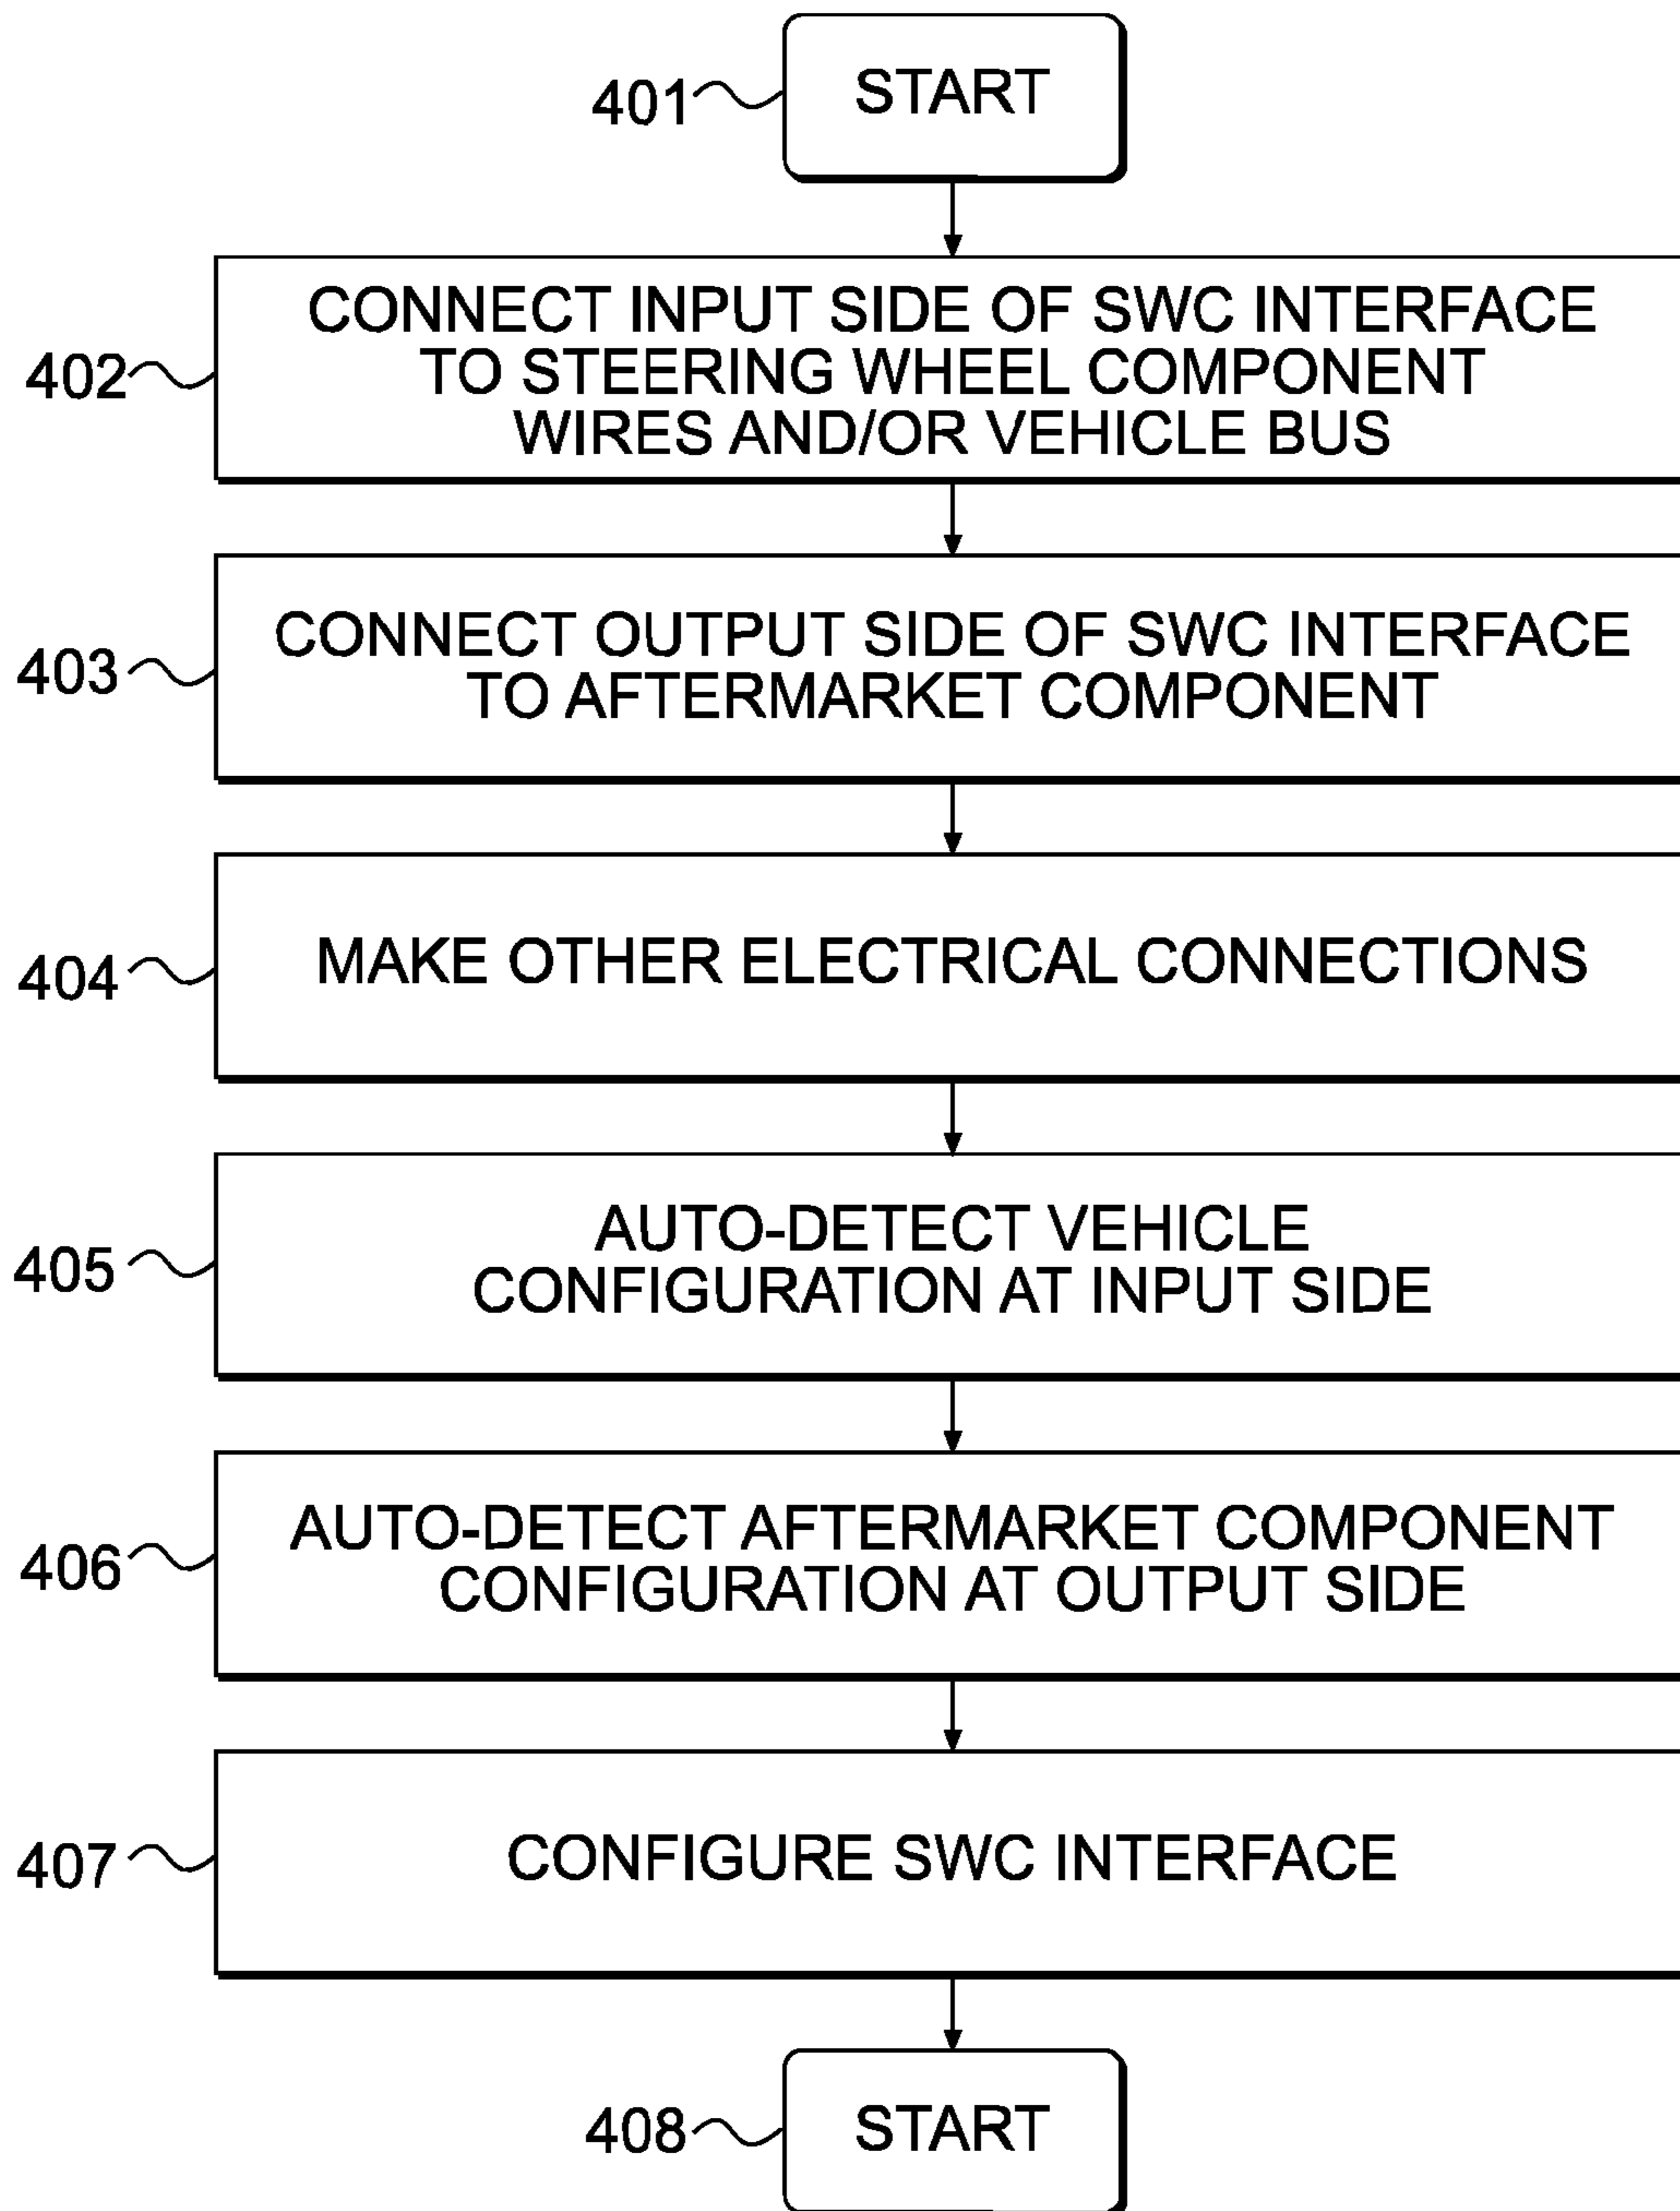 401
START
402
CONNECT INPUT SIDE OF SWC INTERFACE
TO STEERING WHEEL COMPONENT
WIRES AND/OR VEHICLE BUS
403
CONNECT OUTPUT SIDE OF SWC INTERFACE
TO AFTERMARKET COMPONENT
404
MAKE OTHER ELECTRICAL CONNECTIONS
405
AUTO-DETECT VEHICLE
CONFIGURATION AT INPUT SIDE
406
AUTO-DETECT AFTERMARKET COMPONENT
CONFIGURATION AT OUTPUT SIDE
407
CONFIGURE SWC INTERFACE
408
START